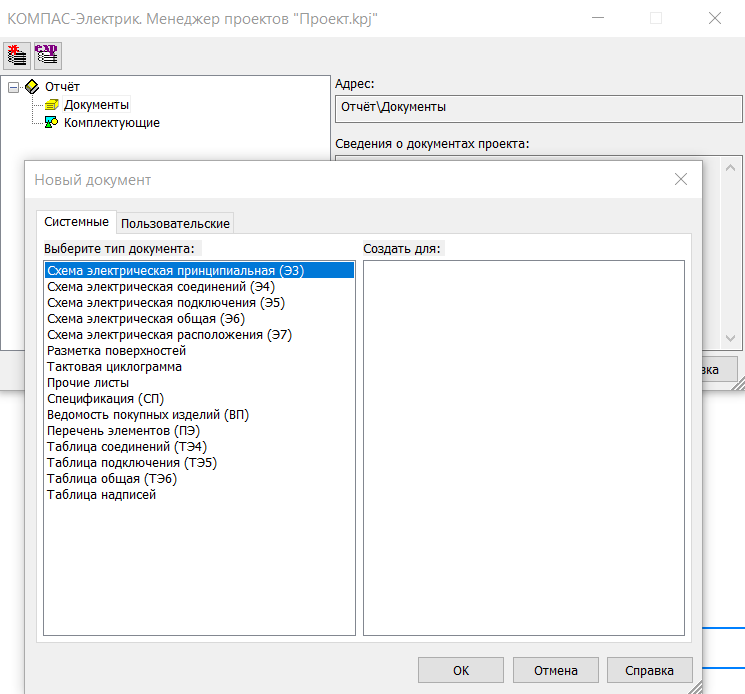 КОМПАС-Электрик. Менеджер проектов "Проект.kpj"
exp
Отчёт
Документы
Комплектующие
Адрес:
Отчёт\Документы
Сведения о документах проекта:
Новый документ
Системные
Пользовательские
Выберите тип документа:
Создать для:
Схема электрическая принципиальная (Э3)
Схема электрическая соединений (Э4)
Схема электрическая подключения (Э5)
Схема электрическая общая (Э6)
Схема электрическая расположения (Э7)
Разметка поверхностей
Тактовая циклограмма
Прочие листы
Спецификация (СП)
Ведомость покупных изделий (ВП)
Перечень элементов (ПЭ)
Таблица соединений (ТЭ4)
Таблица подключения (ТЭ5)
Таблица общая (ТЭ6)
Таблица надписей
вка
OK
Отмена
Справка